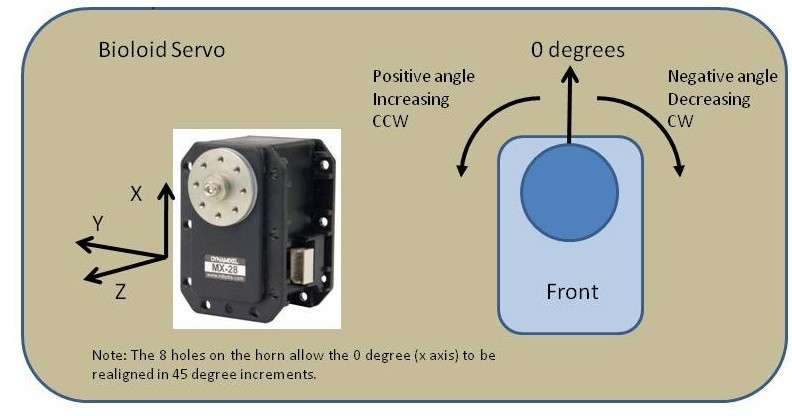 Bioloid Servo
0 degrees
Positive angle
Increasing
CCW
Negative angle
Decreasing
CW
X
Y
Z
DYNAMIXEL
MX-28
Front
Note: The 8 holes on the horn allow the 0 degree (x axis) to be
realigned in 45 degree increments.